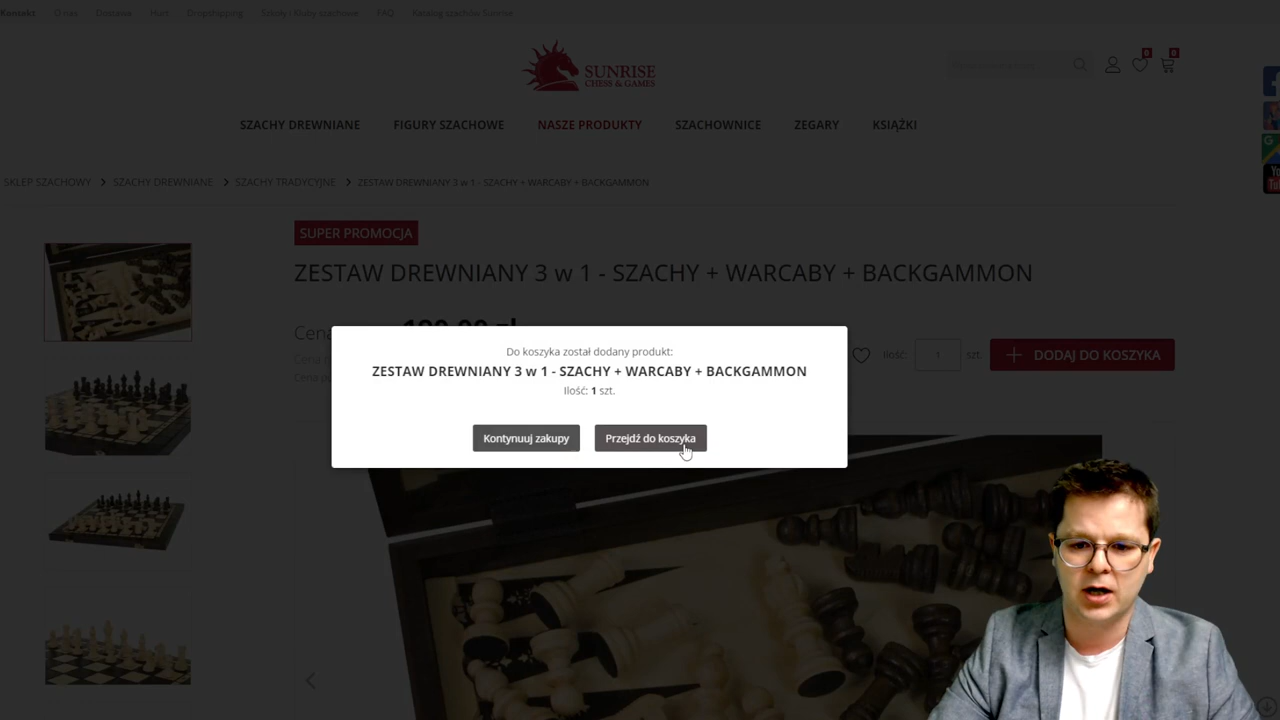 Kontakt O nas Dostawa Hurt Dropshipping Szkoły i Kluby szachowe FAQ Katalog szachów Sunrise
SUNRISE
CHESS & GAMES
0 0
SZACHY DREWNIANE FIGURY SZACHOWE NASZE PRODUKTY SZACHOWNICE ZEGARY KSIĄŻKI
SKLEP SZACHOWY > SZACHY DREWNIANE > SZACHY TRADYCYJNE > ZESTAW DREWNIANY 3 w 1 - SZACHY + WARCABY + BACKGAMMON
SUPER PROMOCJA
ZESTAW DREWNIANY 3 w 1 - SZACHY + WARCABY + BACKGAMMON
Ilość: 1 szt. + DODAJ DO KOSZYKA
Do koszyka został dodany produkt:
ZESTAW DREWNIANY 3 w 1 - SZACHY + WARCABY + BACKGAMMON
Ilość: 1 szt.
Kontynuuj zakupy Przejdź do koszyka